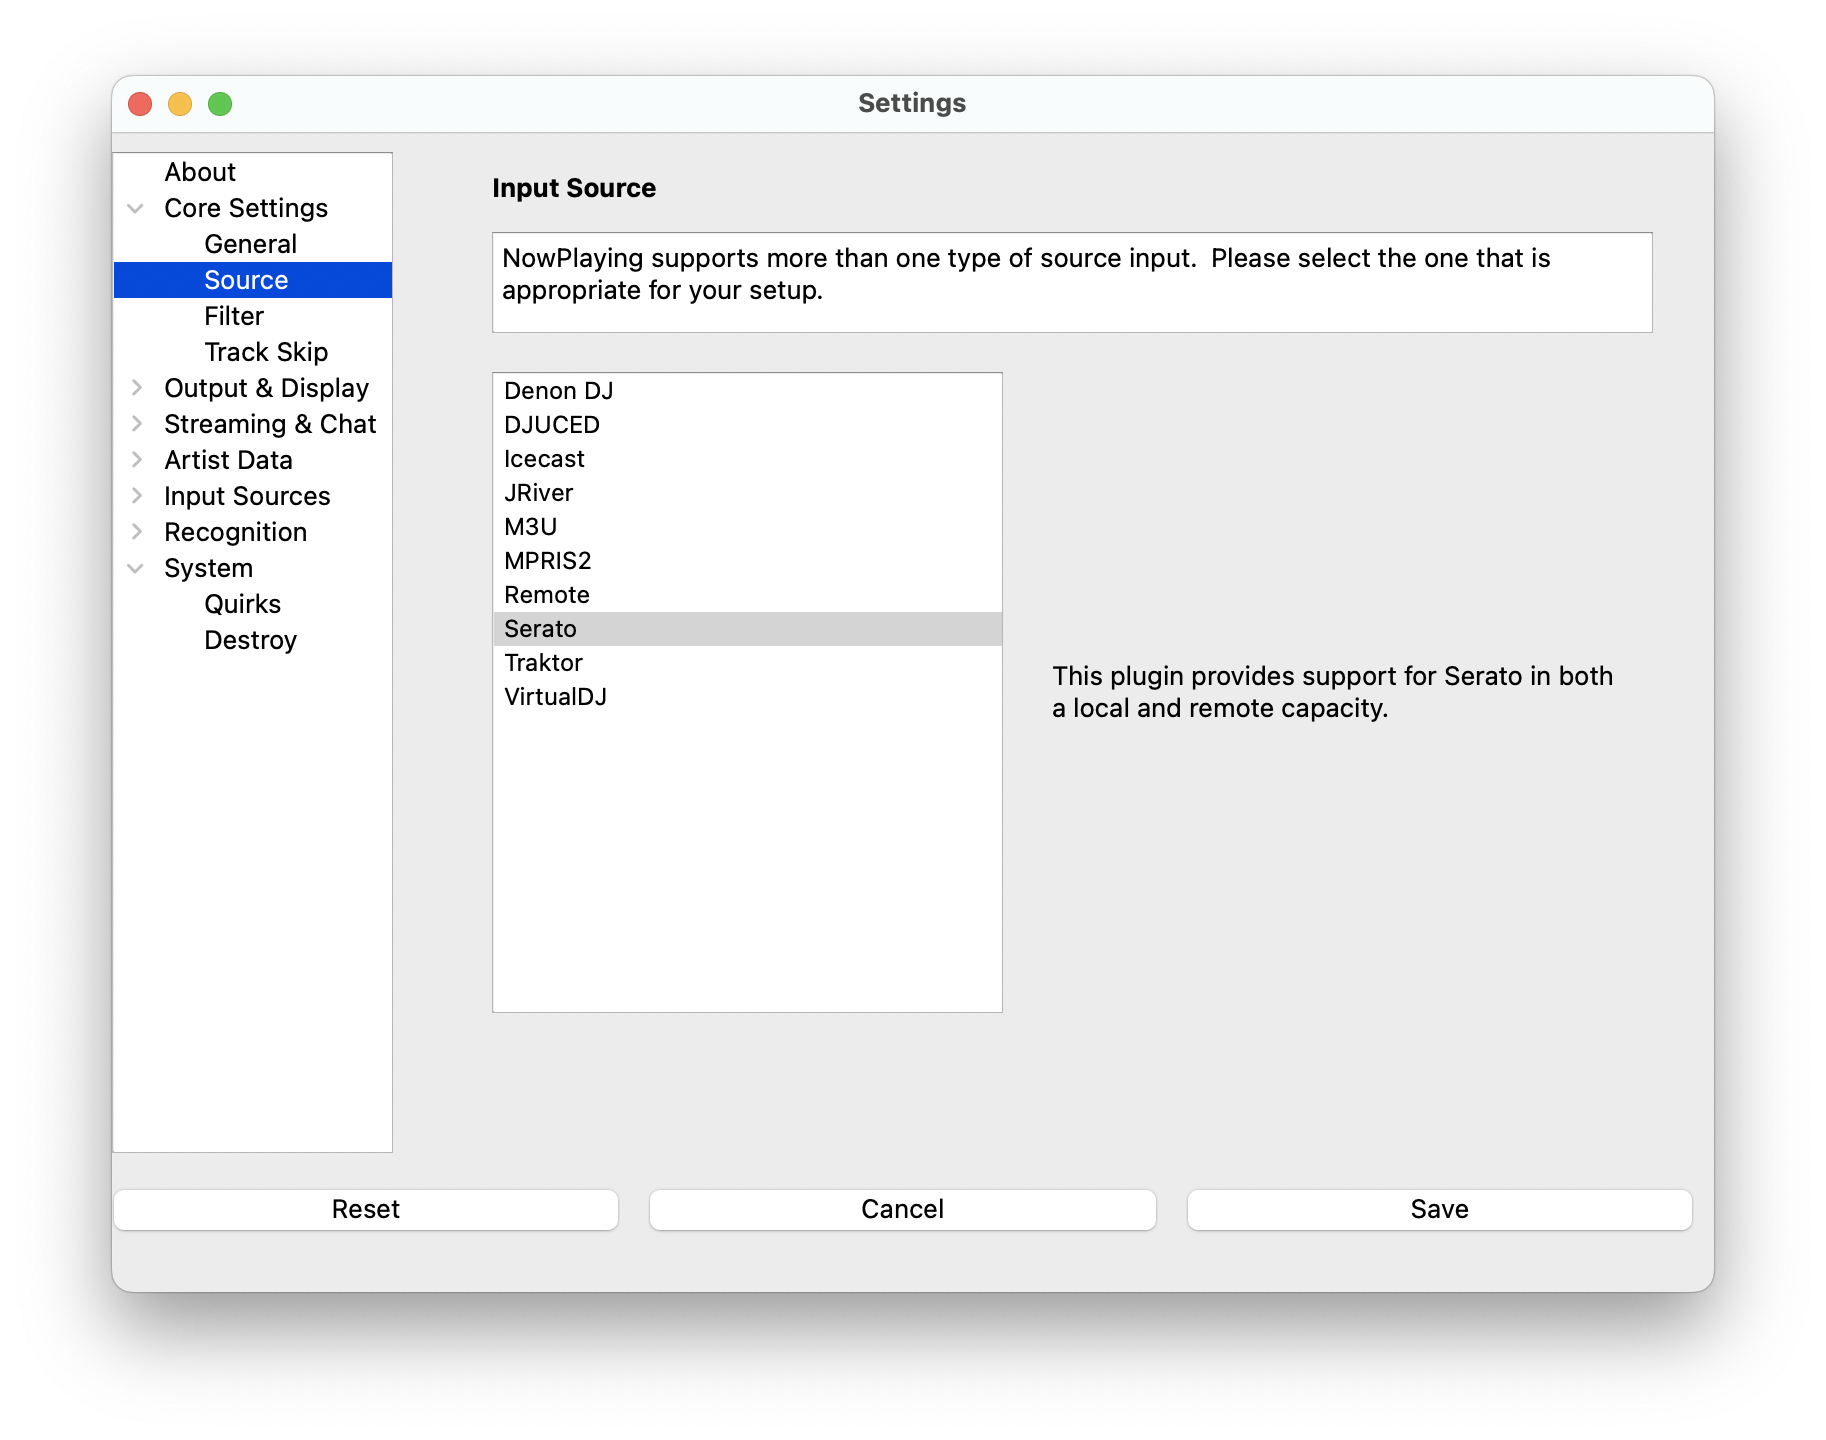 Settings
About
Core Settings
General
Source
Filter
Track Skip
Output & Display
Streaming & Chat
Artist Data
Input Sources
Recognition
System
Quirks
Destroy
Input Source
NowPlaying supports more than one type of source input.  Please select the one that is
appropriate for your setup.
Denon DJ
DJUCED
Icecast
JRiver
M3U
MPRIS2
Remote
Serato
Traktor
VirtualDJ
This plugin provides support for Serato in both
a local and remote capacity.
Reset
Cancel
Save